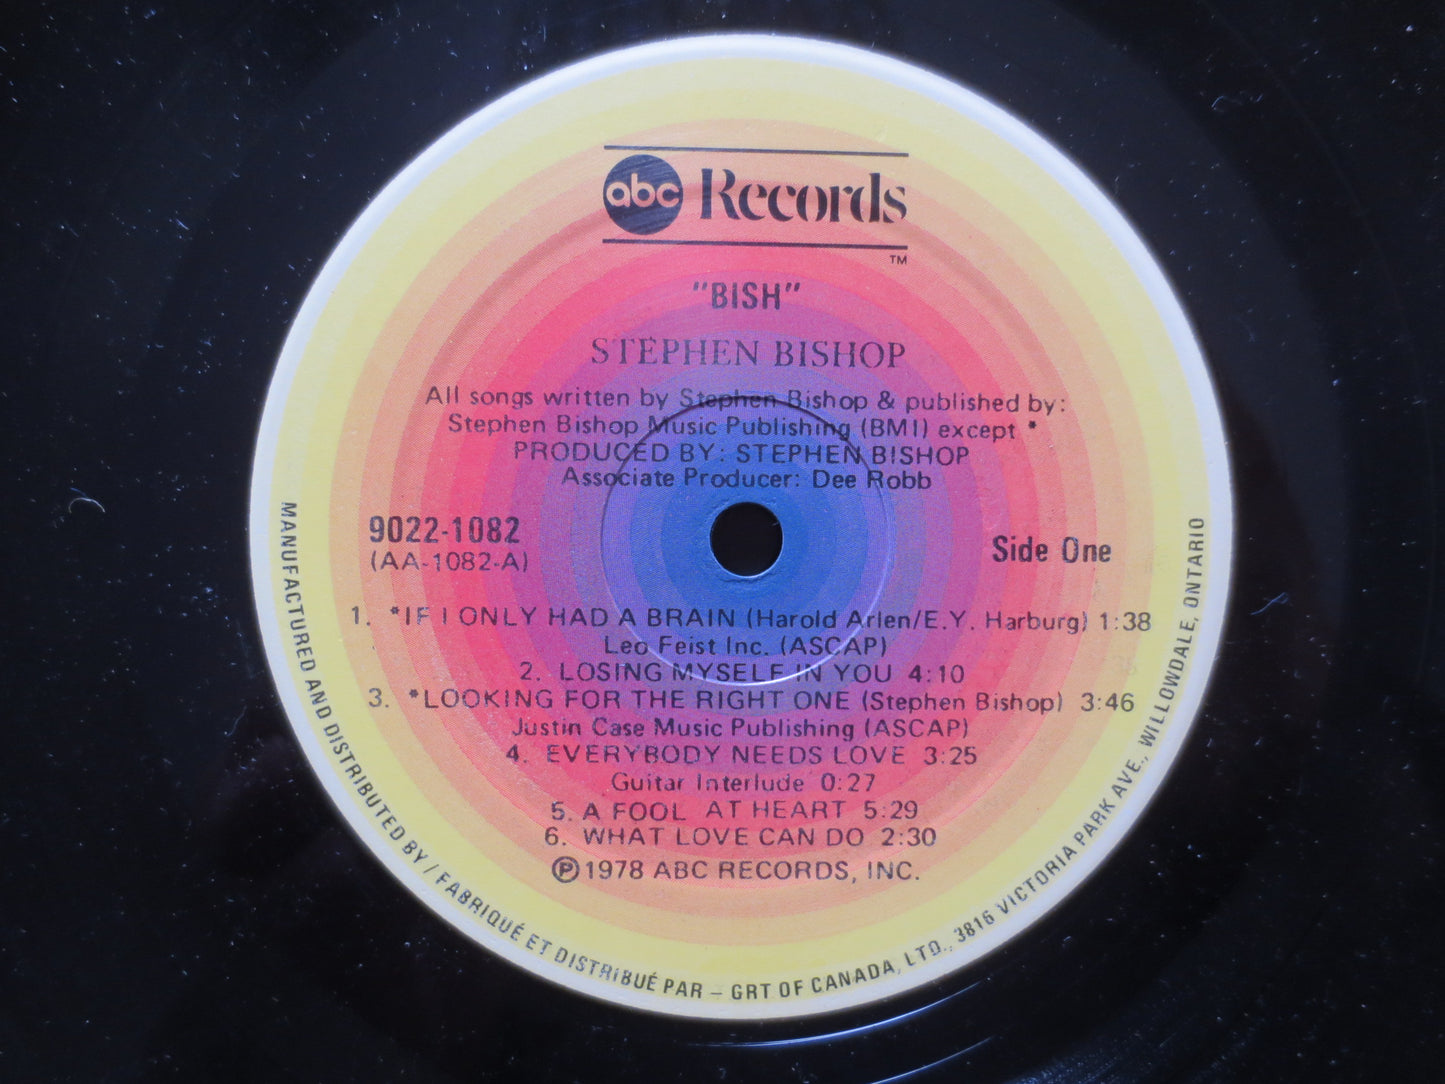 abc Records
TM
"BISH"
STEPHEN BISHOP
All songs written by Stephen Bishop & published by:
Stephen Bishop Music Publishing (BMI) except *
PRODUCED BY: STEPHEN BISHOP
Associate Producer: Dee Robb
9022-1082
(AA-1082-A)
Side One
1. *IF I ONLY HAD A BRAIN (Harold Arlen/E.Y. Harburg) 1:38
Leo Feist Inc. (ASCAP)
2. LOSING MYSELF IN YOU 4:10
3. *LOOKING FOR THE RIGHT ONE (Stephen Bishop) 3:46
Justin Case Music Publishing (ASCAP)
4. EVERYBODY NEEDS LOVE 3:25
Guitar Interlude 0:27
5. A FOOL AT HEART 5:29
6. WHAT LOVE CAN DO 2:30
Ⓟ1978 ABC RECORDS, INC.
MANUFACTURED AND DISTRIBUTED BY / FABRIQUÉ ET DISTRIBUÉ PAR – GRT OF CANADA, LTD., 3816 VICTORIA PARK AVE., WILLOWDALE, ONTARIO